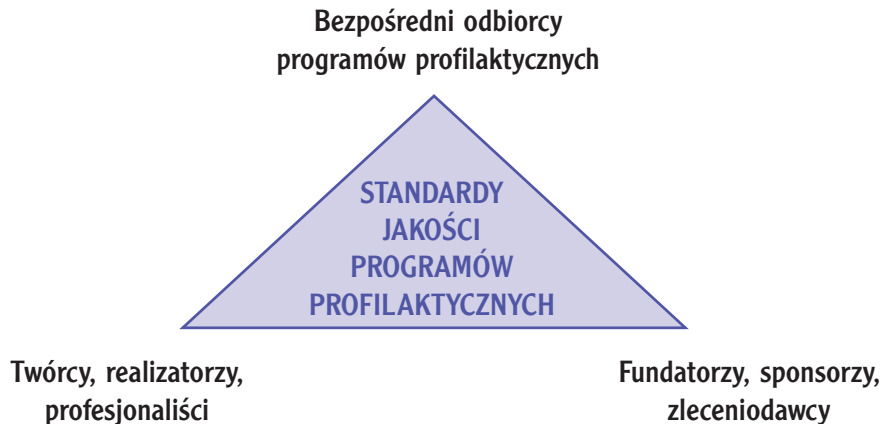 Bezpośredni odbiorcy
programów profilaktycznych
STANDARDY
JAKOŚCI
PROGRAMÓW
PROFILAKTYCZNYCH
Twórcy, realizatorzy,
profesjonaliści
Fundatorzy, sponsorzy,
zleceniodawcy